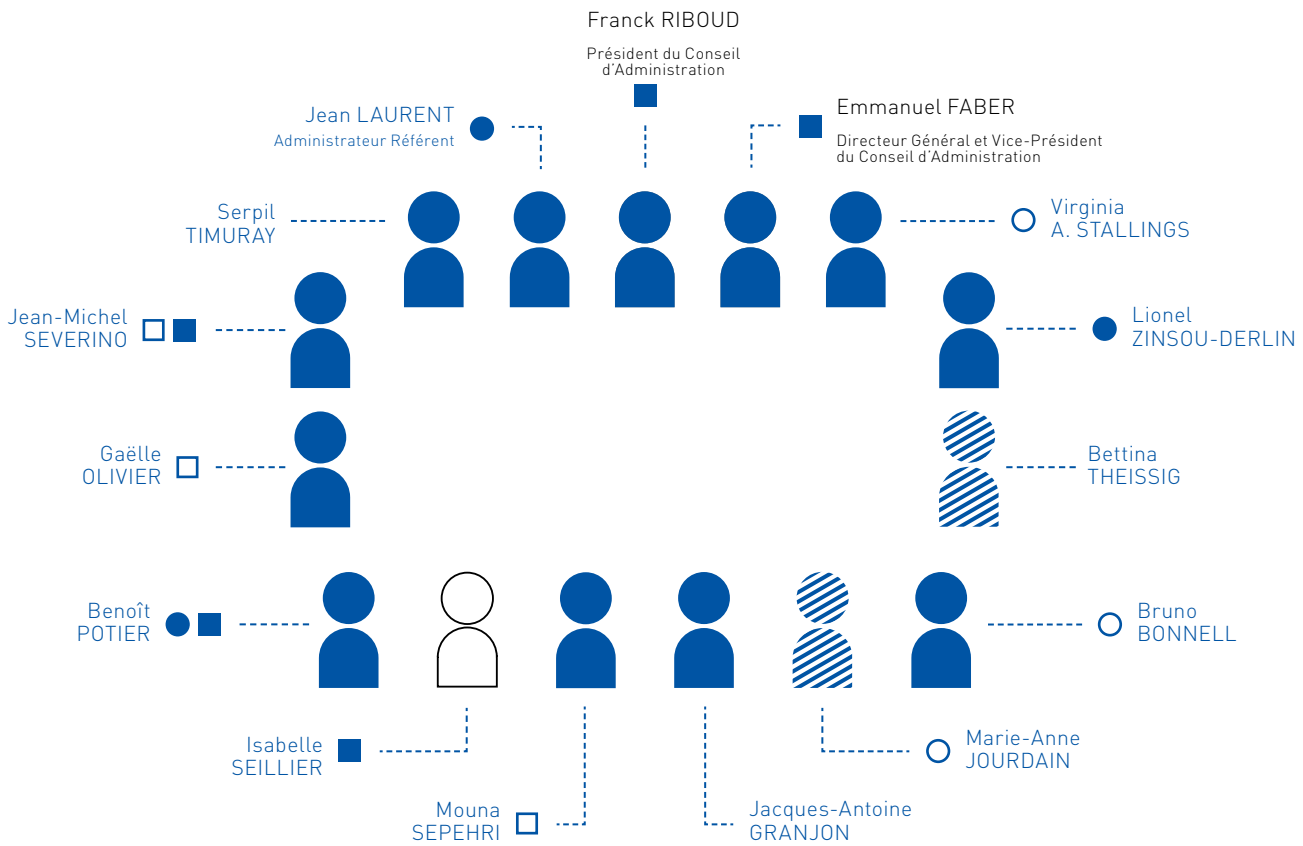 Franck RIBOUD
Président du Conseil
d'Administration
Jean LAURENT
Administrateur Référent
Emmanuel FABER
Directeur Général et Vice-Président
du Conseil d'Administration
Serpil
TIMURAY
Virginia
A. STALLINGS
Jean-Michel
SEVERINO
Lionel
ZINSOU-DERLIN
Gaëlle
OLIVIER
Bettina
THEISSIG
Benoît
POTIER
Bruno
BONNELL
Isabelle
SEILLIER
Marie-Anne
JOURDAIN
Mouna
SEPEHRI
Jacques-Antoine
GRANJON